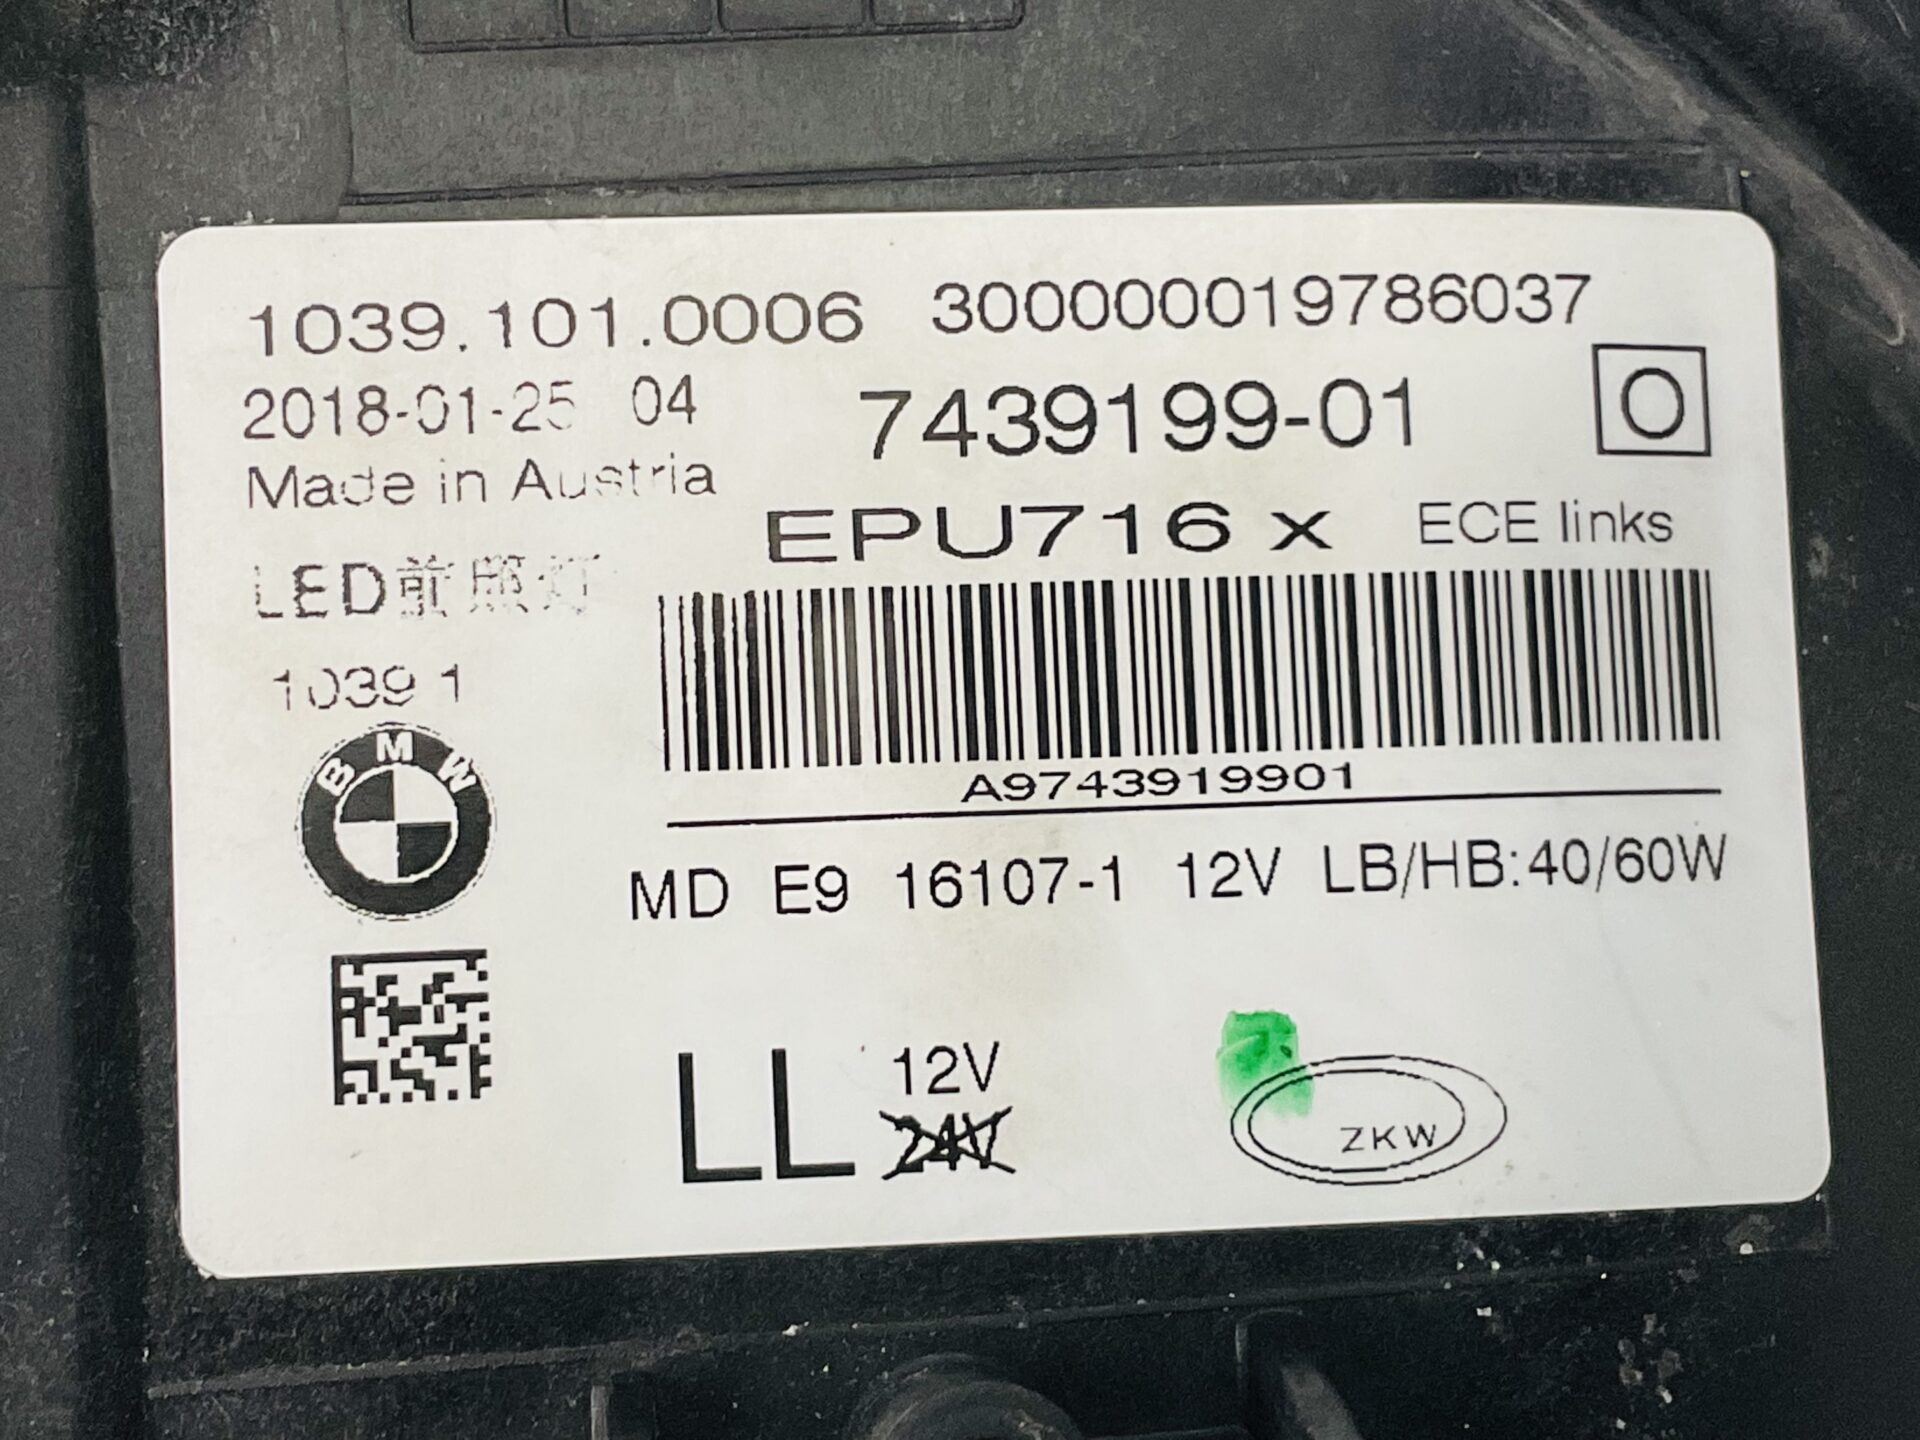 1039.101.0006 300000019786037
2018-01-25 04 7439199-01 O
Made in Austria
EPU716 x ECE links
LED前照灯
1039 1
A9743919901
BMW
MD E9 16107-1 12V LB/HB:40/60W
LL 12V
24V
ZKW